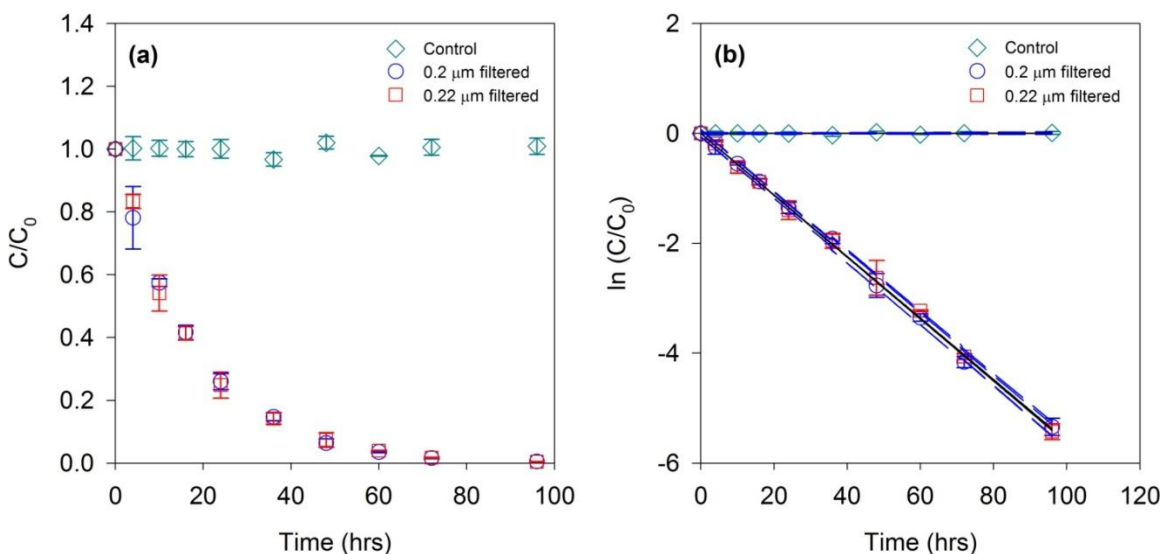 (a)
Control
0.2 μm filtered
0.22 μm filtered
C/C0
1.4
1.2
1.0
0.8
0.6
0.4
0.2
0.0
0 20 40 60 80 100
Time (hrs)
(b)
Control
0.2 μm filtered
0.22 μm filtered
ln (C/C0)
2
0
-2
-4
-6
0 20 40 60 80 100 120
Time (hrs)